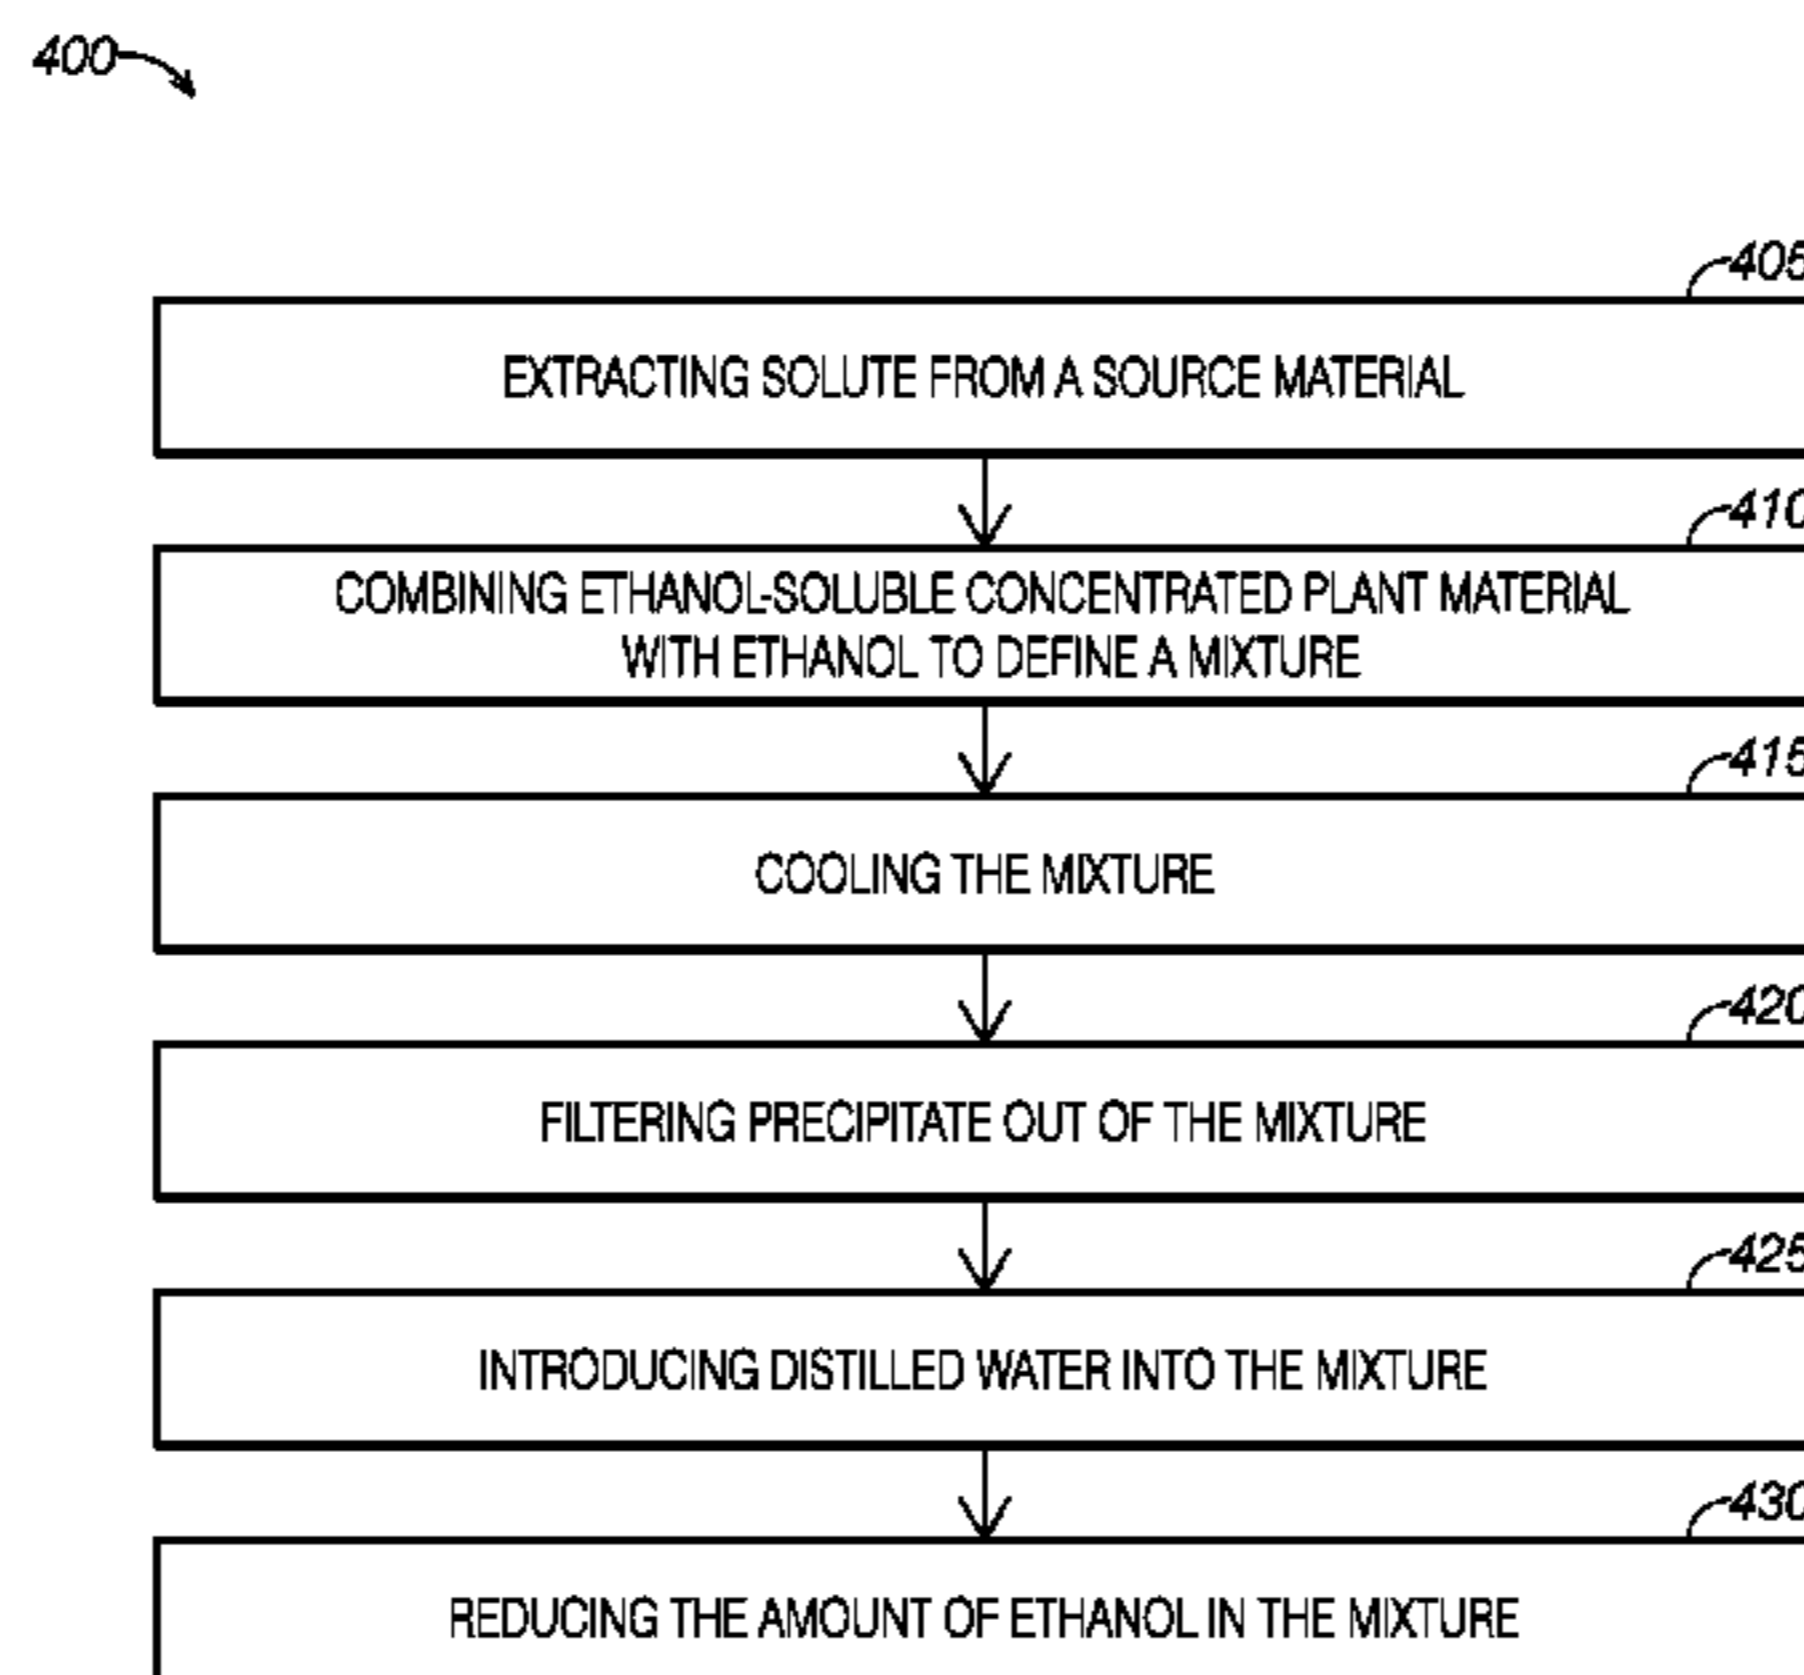 400
405
EXTRACTING SOLUTE FROM A SOURCE MATERIAL
410
COMBINING ETHANOL-SOLUBLE CONCENTRATED PLANT MATERIAL
WITH ETHANOL TO DEFINE A MIXTURE
415
COOLING THE MIXTURE
420
FILTERING PRECIPITATE OUT OF THE MIXTURE
425
INTRODUCING DISTILLED WATER INTO THE MIXTURE
430
REDUCING THE AMOUNT OF ETHANOL IN THE MIXTURE